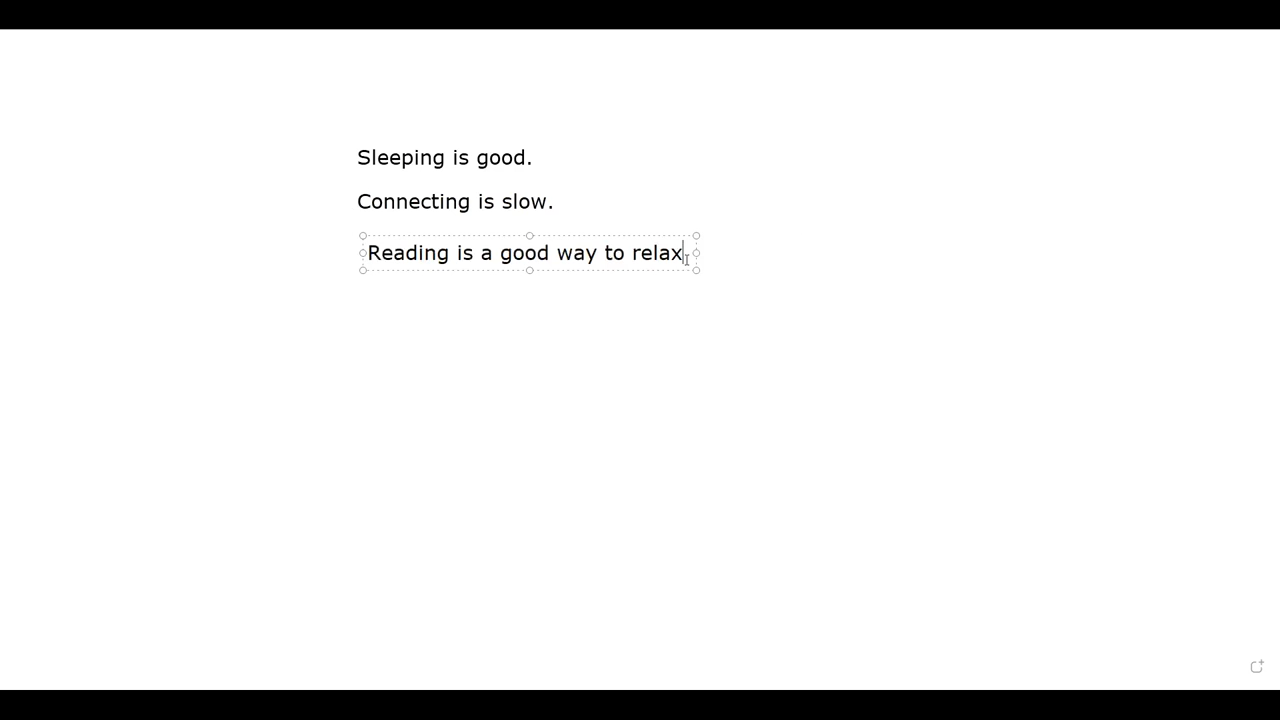 Sleeping is good.
Connecting is slow.
Reading is a good way to relax